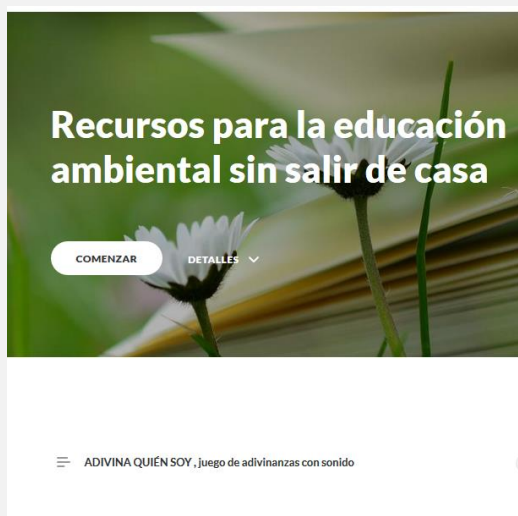 Recursos para la educación
ambiental sin salir de casa
COMENZAR
DETALLES
ADIVINA QUIÉN SOY , juego de adivinanzas con sonido